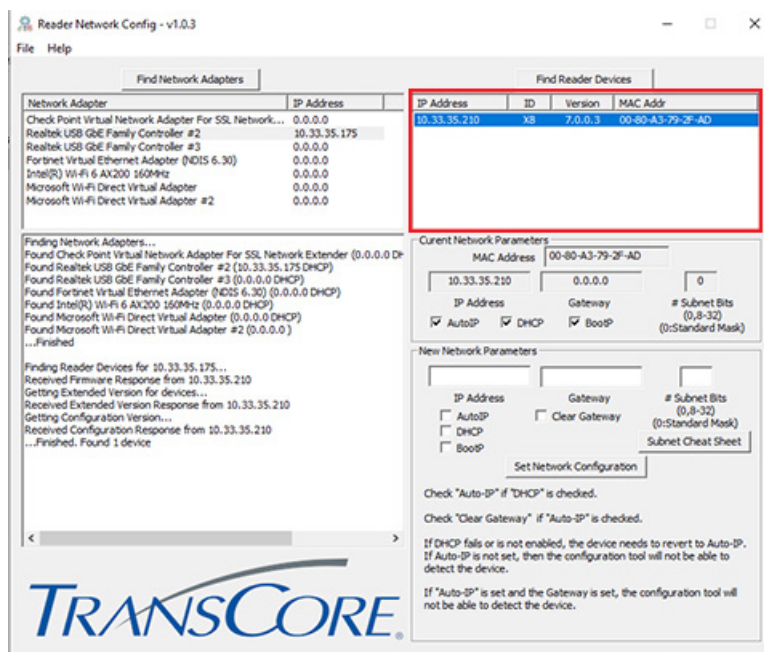 Reader Network Config - v1.0.3
File Help
Find Network Adapters
Network Adapter IP Address
Check Point Virtual Network Adapter For SSL Network... 0.0.0.0
Realtek USB GbE Family Controller #2 10.33.35.175
Realtek USB GbE Family Controller #3 0.0.0.0
Fortinet Virtual Ethernet Adapter (NDIS 6.30) 0.0.0.0
Intel(R) Wi-Fi 6 AX200 160MHz 0.0.0.0
Microsoft Wi-Fi Direct Virtual Adapter 0.0.0.0
Microsoft Wi-Fi Direct Virtual Adapter #2 0.0.0.0
Finding Network Adapters...
Found Check Point Virtual Network Adapter For SSL Network Extender (0.0.0.0 DH
Found Realtek USB GbE Family Controller #2 (10.33.35.175 DHCP)
Found Realtek USB GbE Family Controller #3 (0.0.0.0 DHCP)
Found Fortinet Virtual Ethernet Adapter (NDIS 6.30) (0.0.0.0 DHCP)
Found Intel(R) Wi-Fi 6 AX200 160MHz (0.0.0.0 DHCP)
Found Microsoft Wi-Fi Direct Virtual Adapter (0.0.0.0 DHCP)
Found Microsoft Wi-Fi Direct Virtual Adapter #2 (0.0.0.0 )
...Finished
Finding Reader Devices for 10.33.35.175...
Received Firmware Response from 10.33.35.210
Getting Extended Version for devices...
Received Extended Version Response from 10.33.35.210
Getting Configuration Version...
Received Configuration Response from 10.33.35.210
...Finished. Found 1 device
TRANSCORE®
Find Reader Devices
IP Address ID Version MAC Addr
10.33.35.210 X8 7.0.0.3 00-80-A3-79-2F-AD
Curent Network Parameters
MAC Address 00-80-A3-79-2F-AD
10.33.35.210 0.0.0.0 0
IP Address Gateway # Subnet Bits
(0,8-32)
AutoIP DHCP BootP
(0:Standard Mask)
New Network Parameters
IP Address Gateway # Subnet Bits
(0,8-32)
AutoIP Clear Gateway
(0:Standard Mask)
DHCP
Subnet Cheat Sheet
BootP
Set Network Configuration
Check "Auto-IP" if "DHCP" is checked.
Check "Clear Gateway" if "Auto-IP" is checked.
If DHCP fails or is not enabled, the device needs to revert to Auto-IP.
If Auto-IP is not set, then the configuration tool will not be able to
detect the device.
If "Auto-IP" is set and the Gateway is set, the configuration tool will
not be able to detect the device.